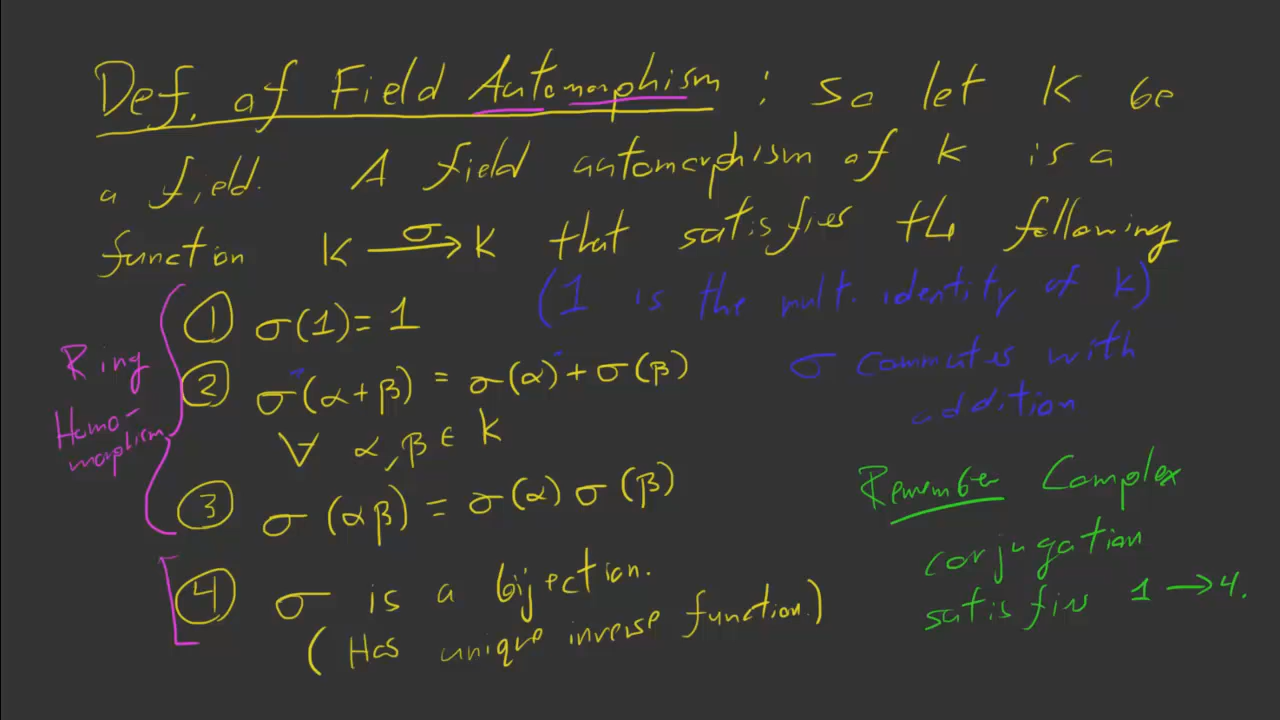 Def. of Field Automorphism : So let K be
a field. A field automorphism of K is a
function K →σ K that satisfies the following
① σ(1) = 1 (1 is the mult. identity of K)
② σ(α+β) = σ(α) + σ(β) σ commutes with addition
∀ α, β ∈ K
③ σ(αβ) = σ(α) σ(β)
Ring
Homo-
morphism
④ σ is a bijection.
(Has unique inverse function.)
Remember Complex
conjugation
satisfies 1 → 4.